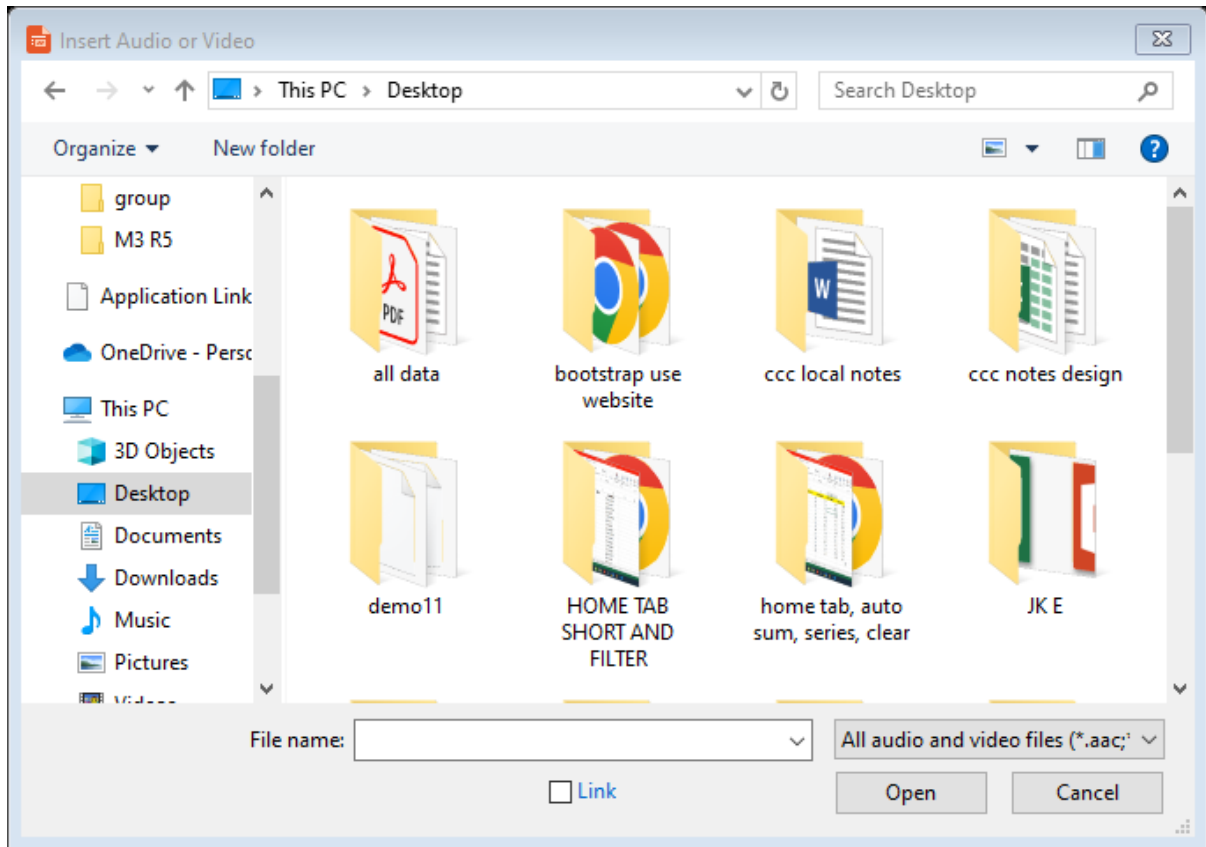 Insert Audio or Video
This PC > Desktop
Search Desktop
Organize
New folder
group
M3 R5
Application Link
OneDrive - Perso
This PC
3D Objects
Desktop
Documents
Downloads
Music
Pictures
Videos
PDF
all data
bootstrap use
website
W
ccc local notes
ccc notes design
demo11
HOME TAB
SHORT AND
FILTER
home tab, auto
sum, series, clear
JK E
File name:
All audio and video files (*.aac;*
Link
Open
Cancel